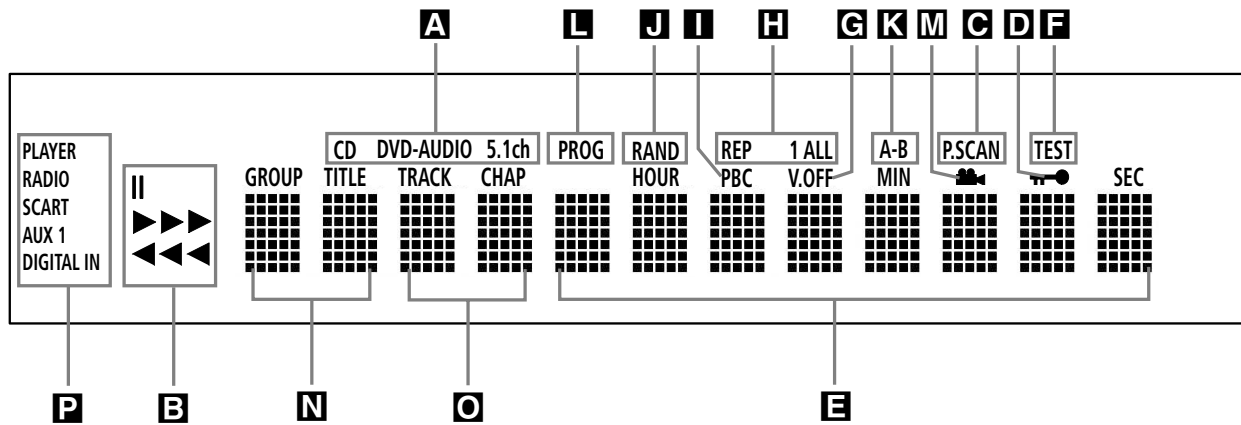 A L J I H G K M C D F
CD DVD-AUDIO 5.1ch PROG RAND REP 1 ALL A-B P.SCAN TEST
GROUP TITLE TRACK CHAP HOUR PBC V.OFF MIN SEC
PLAYER
RADIO
SCART
AUX 1
DIGITAL IN
P B N O E